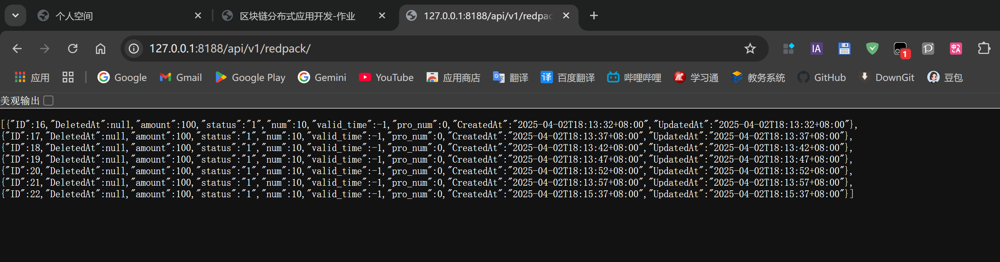 个人空间 区块链分布式应用开发-作业 127.0.0.1:8188/api/v1/redpac
127.0.0.1:8188/api/v1/redpack/ IA 1 中A
应用 Google Gmail Google Play Gemini YouTube 应用商店 翻译 译 百度翻译 哔哩哔哩 学习通 教务系统 GitHub DownGit 豆包
美观输出
[{"ID":16,"DeletedAt":null,"amount":100,"status":"1","num":10,"valid_time":-1,"pro_num":0,"CreatedAt":"2025-04-02T18:13:32+08:00","UpdatedAt":"2025-04-02T18:13:32+08:00"},
{"ID":17,"DeletedAt":null,"amount":100,"status":"1","num":10,"valid_time":-1,"pro_num":0,"CreatedAt":"2025-04-02T18:13:37+08:00","UpdatedAt":"2025-04-02T18:13:37+08:00"},
{"ID":18,"DeletedAt":null,"amount":100,"status":"1","num":10,"valid_time":-1,"pro_num":0,"CreatedAt":"2025-04-02T18:13:42+08:00","UpdatedAt":"2025-04-02T18:13:42+08:00"},
{"ID":19,"DeletedAt":null,"amount":100,"status":"1","num":10,"valid_time":-1,"pro_num":0,"CreatedAt":"2025-04-02T18:13:47+08:00","UpdatedAt":"2025-04-02T18:13:47+08:00"},
{"ID":20,"DeletedAt":null,"amount":100,"status":"1","num":10,"valid_time":-1,"pro_num":0,"CreatedAt":"2025-04-02T18:13:52+08:00","UpdatedAt":"2025-04-02T18:13:52+08:00"},
{"ID":21,"DeletedAt":null,"amount":100,"status":"1","num":10,"valid_time":-1,"pro_num":0,"CreatedAt":"2025-04-02T18:13:57+08:00","UpdatedAt":"2025-04-02T18:13:57+08:00"},
{"ID":22,"DeletedAt":null,"amount":100,"status":"1","num":10,"valid_time":-1,"pro_num":0,"CreatedAt":"2025-04-02T18:15:37+08:00","UpdatedAt":"2025-04-02T18:15:37+08:00"}]